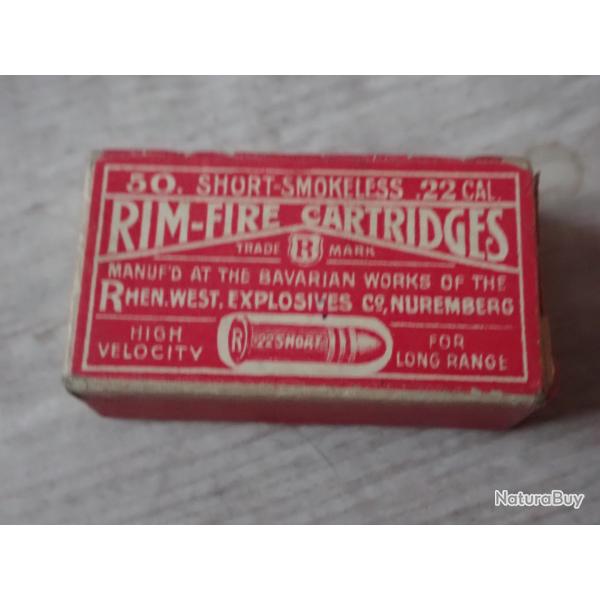 50. SHORT-SMOKELESS .22 CAL.
RIM-FIRE CARTRIDGES
TRADE R MARK
MANUF'D AT THE BAVARIAN WORKS OF THE
RHEN. WEST. EXPLOSIVES Co, NUREMBERG
HIGH
VELOCITY
R .22 SHORT
FOR
LONG RANGE
NaturaBuy